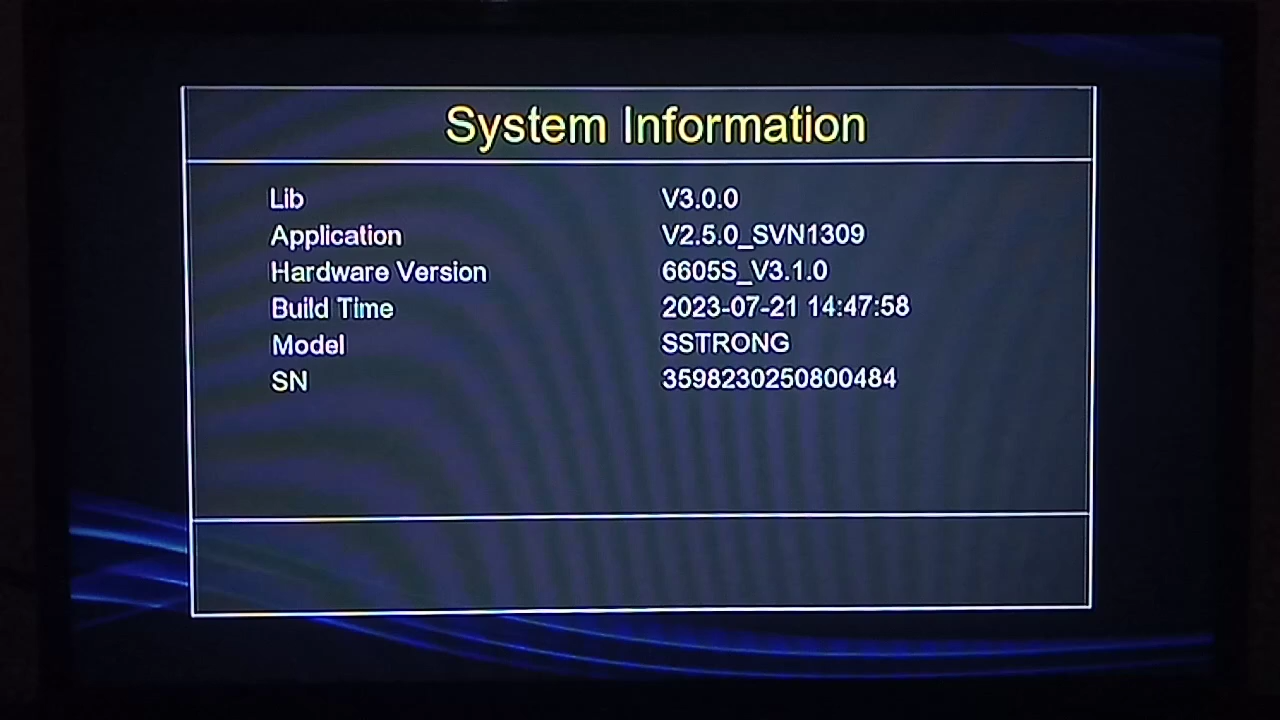 System Information
Lib V3.0.0
Application V2.5.0_SVN1309
Hardware Version 6605S_V3.1.0
Build Time 2023-07-21 14:47:58
Model SSTRONG
SN 3598230250800484